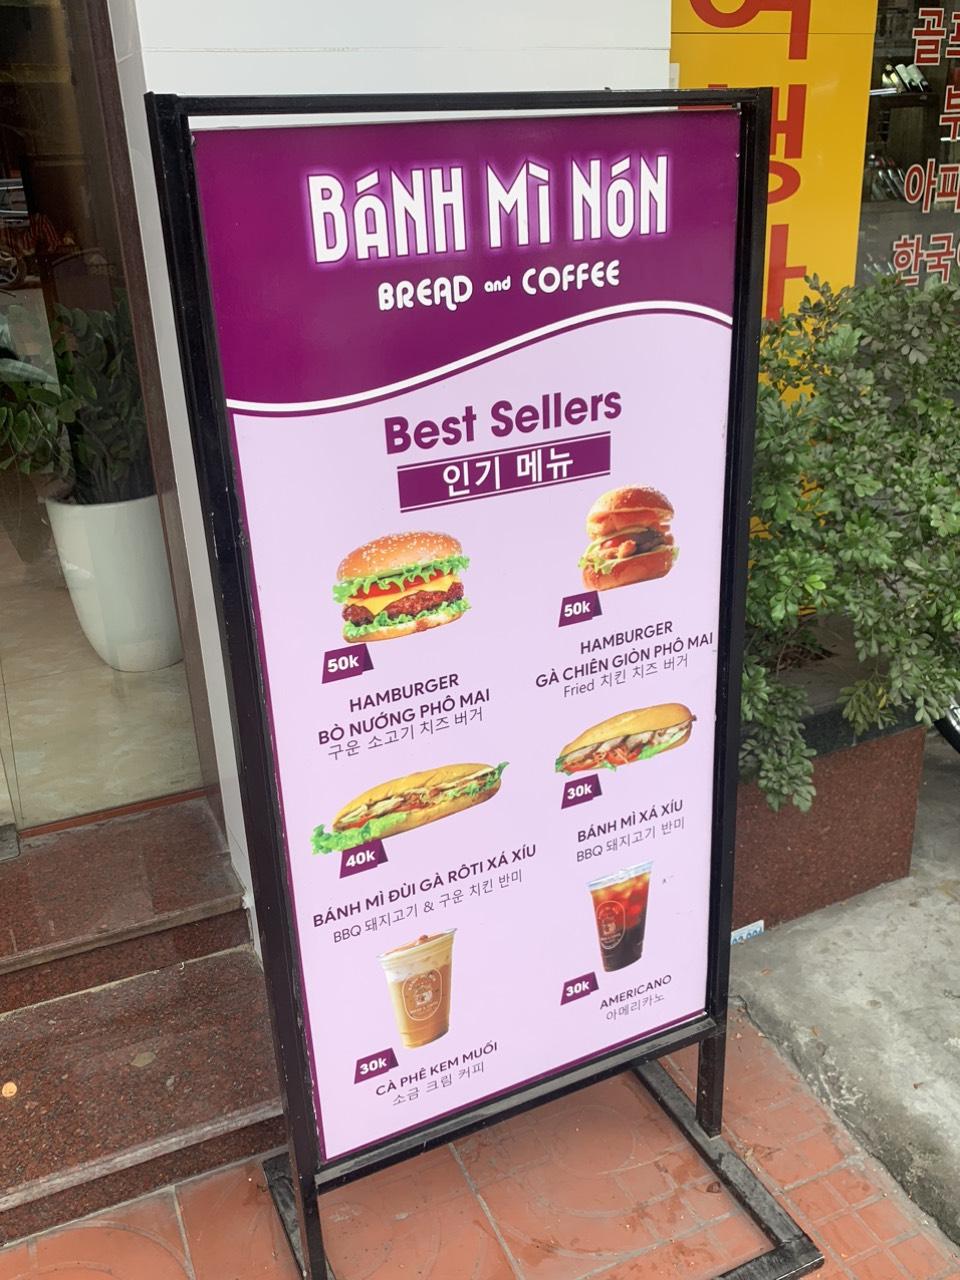 BÁNH MÌ NÓN
BREAD and COFFEE
Best Sellers
인기 메뉴
50k
HAMBURGER
BÒ NƯỚNG PHÔ MAI
구운 소고기 치즈 버거
50k
HAMBURGER
GÀ CHIÊN GIÒN PHÔ MAI
Fried 치킨 치즈 버거
40k
BÁNH MÌ ĐÙI GÀ RÔTI XÁ XÍU
BBQ 돼지고기 & 구운 치킨 반미
30k
BÁNH MÌ XÁ XÍU
BBQ 돼지고기 반미
30k
CÀ PHÊ KEM MUỐI
소금 크림 커피
30k
AMERICANO
아메리카노